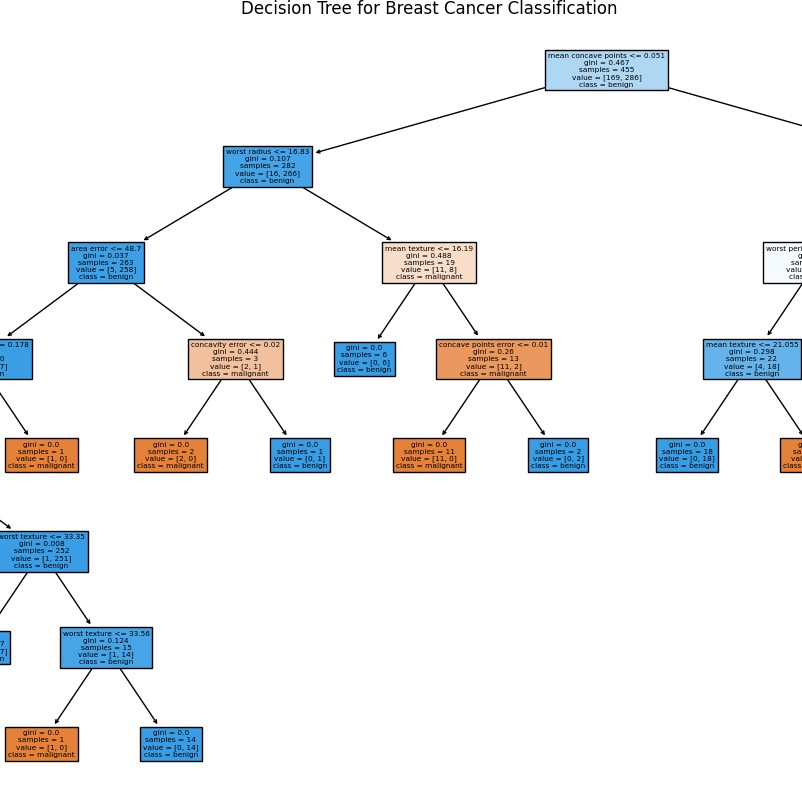 Decision Tree for Breast Cancer Classification
mean concave points <= 0.051
gini = 0.467
samples = 455
value = [169, 286]
class = benign
worst radius <= 16.83
gini = 0.107
samples = 282
value = [16, 266]
class = benign
area error <= 48.7
gini = 0.037
samples = 263
value = [5, 258]
class = benign
mean texture <= 16.19
gini = 0.488
samples = 19
value = [11, 8]
class = malignant
worst
<= 0.178
concavity error <= 0.02
gini = 0.444
samples = 3
value = [2, 1]
class = malignant
gini = 0.0
samples = 6
value = [0, 6]
class = benign
concave points error <= 0.01
gini = 0.26
samples = 13
value = [11, 2]
class = malignant
mean texture <= 21.055
gini = 0.298
samples = 22
value = [4, 18]
class = benign
gini = 0.0
samples = 1
value = [1, 0]
class = malignant
gini = 0.0
samples = 2
value = [2, 0]
class = malignant
gini = 0.0
samples = 1
value = [0, 1]
class = benign
gini = 0.0
samples = 11
value = [11, 0]
class = malignant
gini = 0.0
samples = 2
value = [0, 2]
class = benign
gini = 0.0
samples = 18
value = [0, 18]
class = benign
worst texture <= 33.35
gini = 0.008
samples = 252
value = [1, 251]
class = benign
worst texture <= 33.56
gini = 0.124
samples = 15
value = [1, 14]
class = benign
gini = 0.0
samples = 1
value = [1, 0]
class = malignant
gini = 0.0
samples = 14
value = [0, 14]
class = benign